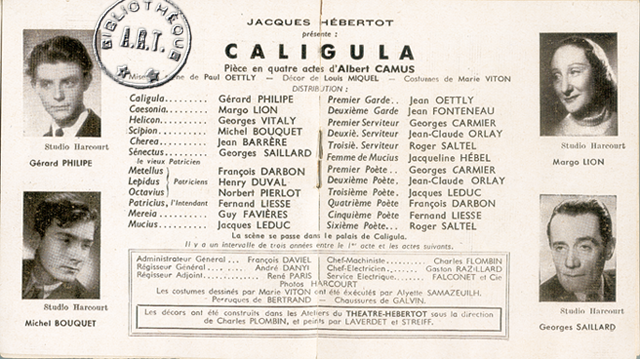 BIBLIOTHÈQUE
A.R.T.
JACQUES HÉBERTOT
présente :
CALIGULA
Pièce en quatre actes d'Albert CAMUS
Mise en scène de Paul OETTLY — Décor de Louis MIQUEL — Costumes de Marie VITON
DISTRIBUTION :
Caligula......... Gérard PHILIPE
Caesonia......... Margo LION
Helicon......... Georges VITALY
Scipion......... Michel BOUQUET
Cherea......... Jean BARRÈRE
Sénectus......... Georges SAILLARD
le vieux Patricien
Metellus François DARBON
Lepidus Patriciens Henry DUVAL
Octavius Norbert PIERLOT
Patricius, l'Intendant Fernand LIESSE
Mereia....... Guy FAVIÈRES
Mucius....... Jacques LEDUC
Premier Garde.. Jean OETTLY
Deuxième Garde Jean FONTENEAU
Premier Serviteur Georges CARMIER
Deuxiè. Serviteur Jean-Claude ORLAY
Troisiè. Serviteur Roger SALTEL
Femme de Mucius Jacqueline HÉBEL
Premier Poète.. Georges CARMIER
Deuxième Poète. Jean-Claude ORLAY
Troisième Poète. Jacques LEDUC
Quatrième Poète François DARBON
Cinquième Poète Fernand LIESSE
Sixième Poète... Roger SALTEL
La scène se passe dans le palais de Caligula.
Il y a un intervalle de trois années entre le 1er acte et les actes suivants.
Administrateur Général... François DAVIEL
Régisseur Général.... André DANYI
Régisseur Adjoint......... René PARIS
Chef-Machiniste......... Charles FLOMBIN
Chef-Electricien....... Gaston RAZILLARD
Service Electrique....... FALCONET et Cie
Photos HARCOURT
Les costumes dessinés par Marie VITON ont été exécutés par Alyette SAMAZEUILH.
Perruques de BERTRAND — Chaussures de GALVIN.
Les décors ont été construits dans les Ateliers du THEATRE-HEBERTOT sous la direction
de Charles PLOMBIN, et peints par LAVERDET et STREIFF.
Studio Harcourt
Gérard PHILIPE
Studio Harcourt
Michel BOUQUET
Studio Harcourt
Margo LION
Studio Harcourt
Georges SAILLARD